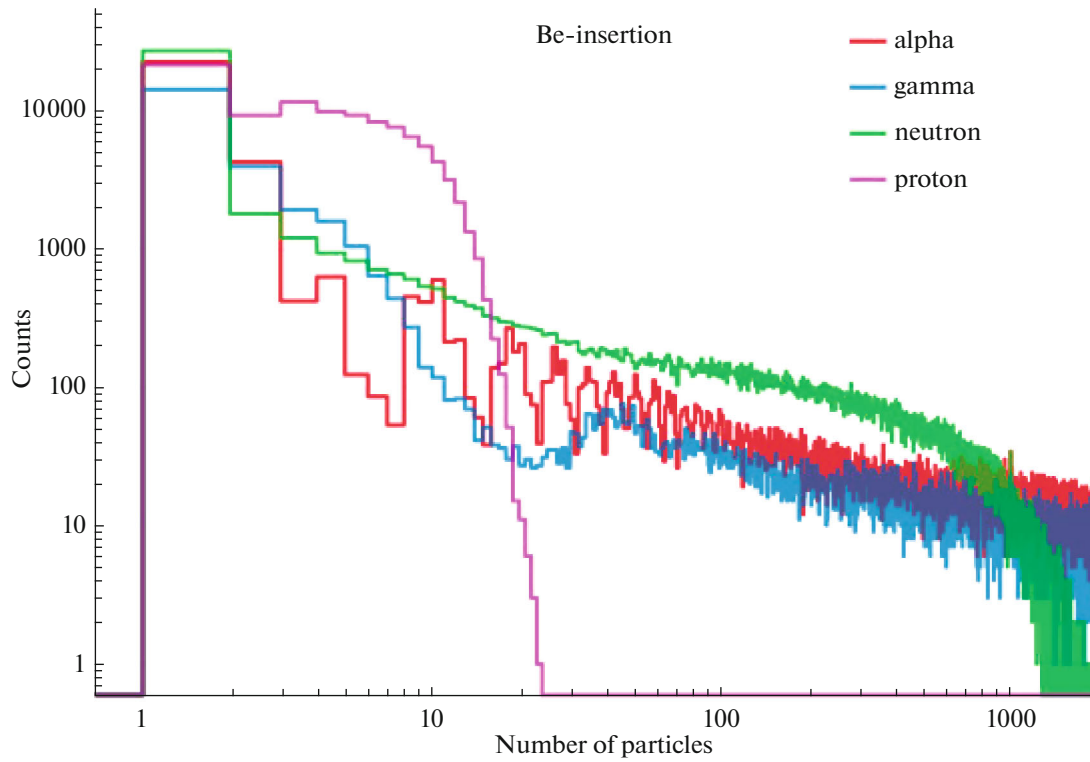 Be-insertion
alpha
gamma
neutron
proton
Counts
10000
1000
100
10
1
1
10
100
1000
Number of particles